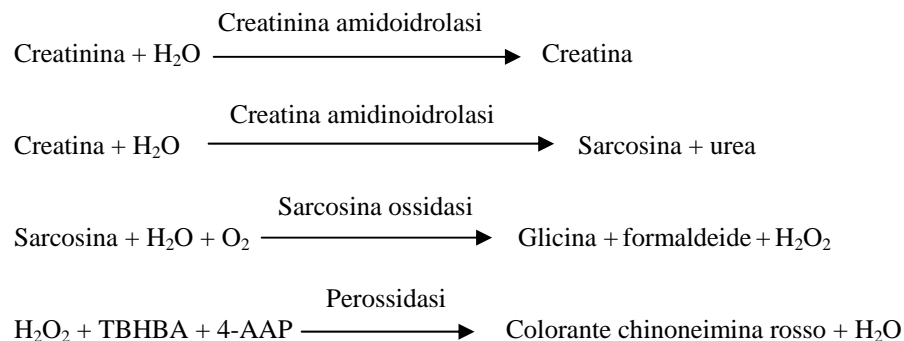 Creatinina amidoidrolasi
Creatinina + H₂O Creatina
Creatina amidinoidrolasi
Creatina + H₂O Sarcosina + urea
Sarcosina ossidasi
Sarcosina + H₂O + O₂ Glicina + formaldeide + H₂O₂
Perossidasi
H₂O₂ + TBHBA + 4-AAP Colorante chinoneimina rosso + H₂O